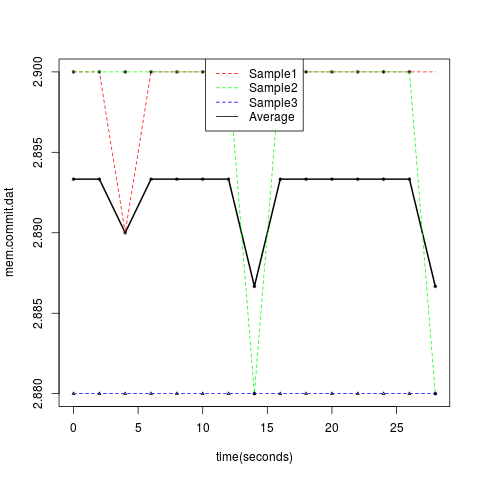 Sample1
Sample2
Sample3
Average
2.900
2.895
2.890
2.885
2.880
mem.commit.dat
0 5 10 15 20 25
time(seconds)